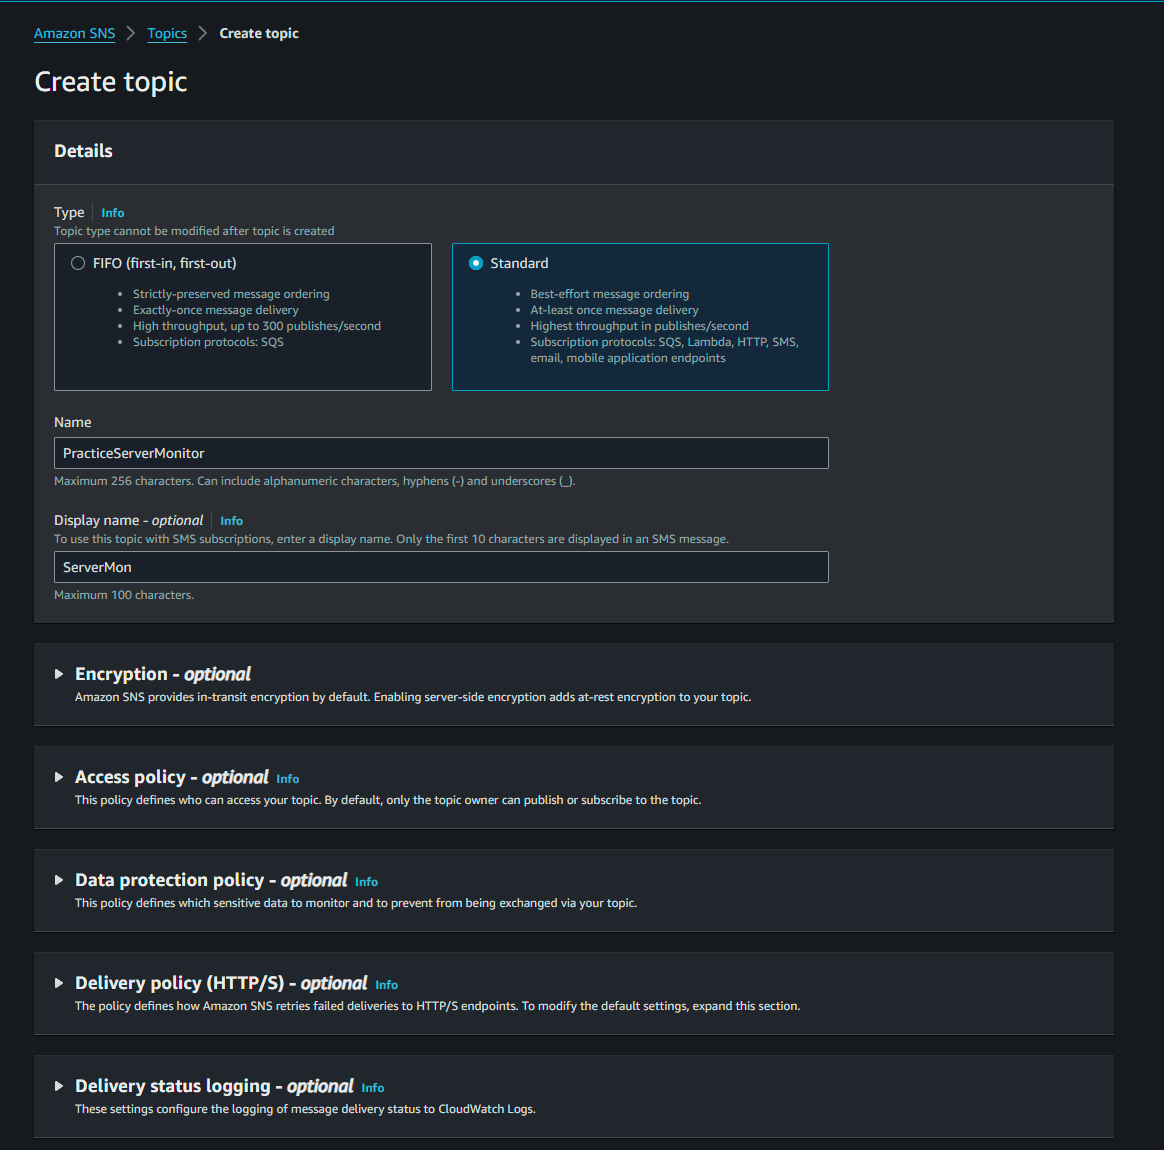 Amazon SNS > Topics > Create topic
Create topic
Details
Type Info
Topic type cannot be modified after topic is created
FIFO (first-in, first-out)
Strictly-preserved message ordering
Exactly-once message delivery
High throughput, up to 300 publishes/second
Subscription protocols: SQS
Standard
Best-effort message ordering
At-least once message delivery
Highest throughput in publishes/second
Subscription protocols: SQS, Lambda, HTTP, SMS,
email, mobile application endpoints
Name
PracticeServerMonitor
Maximum 256 characters. Can include alphanumeric characters, hyphens (-) and underscores (_).
Display name - optional Info
To use this topic with SMS subscriptions, enter a display name. Only the first 10 characters are displayed in an SMS message.
ServerMon
Maximum 100 characters.
Encryption - optional
Amazon SNS provides in-transit encryption by default. Enabling server-side encryption adds at-rest encryption to your topic.
Access policy - optional Info
This policy defines who can access your topic. By default, only the topic owner can publish or subscribe to the topic.
Data protection policy - optional Info
This policy defines which sensitive data to monitor and to prevent from being exchanged via your topic.
Delivery policy (HTTP/S) - optional Info
The policy defines how Amazon SNS retries failed deliveries to HTTP/S endpoints. To modify the default settings, expand this section.
Delivery status logging - optional Info
These settings configure the logging of message delivery status to CloudWatch Logs.